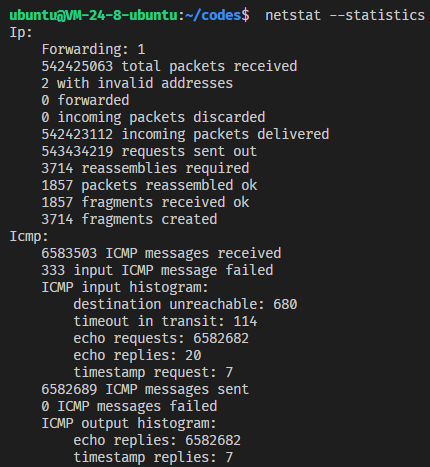 ubuntu@VM-24-8-ubuntu:~/codes$ netstat --statistics
Ip:
    Forwarding: 1
    542425063 total packets received
    2 with invalid addresses
    0 forwarded
    0 incoming packets discarded
    542423112 incoming packets delivered
    543434219 requests sent out
    3714 reassemblies required
    1857 packets reassembled ok
    1857 fragments received ok
    3714 fragments created
Icmp:
    6583503 ICMP messages received
    333 input ICMP message failed
    ICMP input histogram:
        destination unreachable: 680
        timeout in transit: 114
        echo requests: 6582682
        echo replies: 20
        timestamp request: 7
    6582689 ICMP messages sent
    0 ICMP messages failed
    ICMP output histogram:
        echo replies: 6582682
        timestamp replies: 7